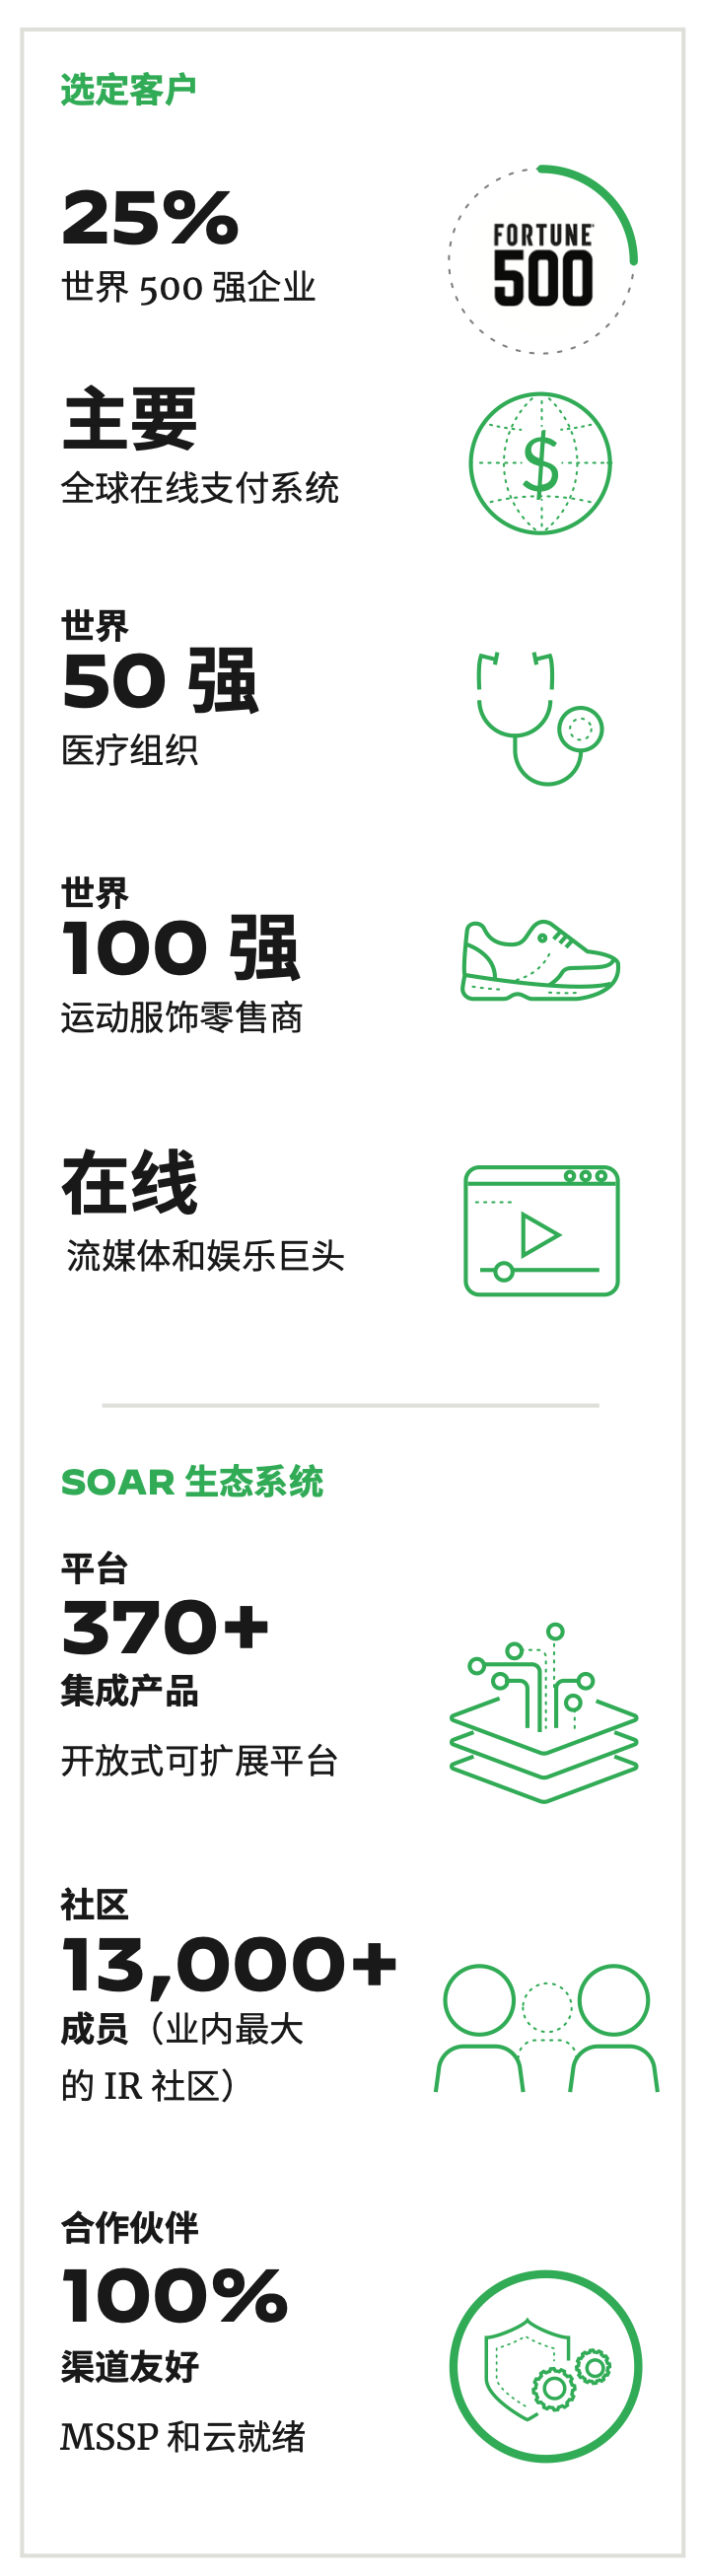 选定客户
25%
世界 500 强企业
FORTUNE
500
主要
全球在线支付系统
$
世界
50 强
医疗组织
世界
100 强
运动服饰零售商
在线
流媒体和娱乐巨头
SOAR 生态系统
平台
370+
集成产品
开放式可扩展平台
社区
13,000+
成员（业内最大
的 IR 社区）
合作伙伴
100%
渠道友好
MSSP 和云就绪